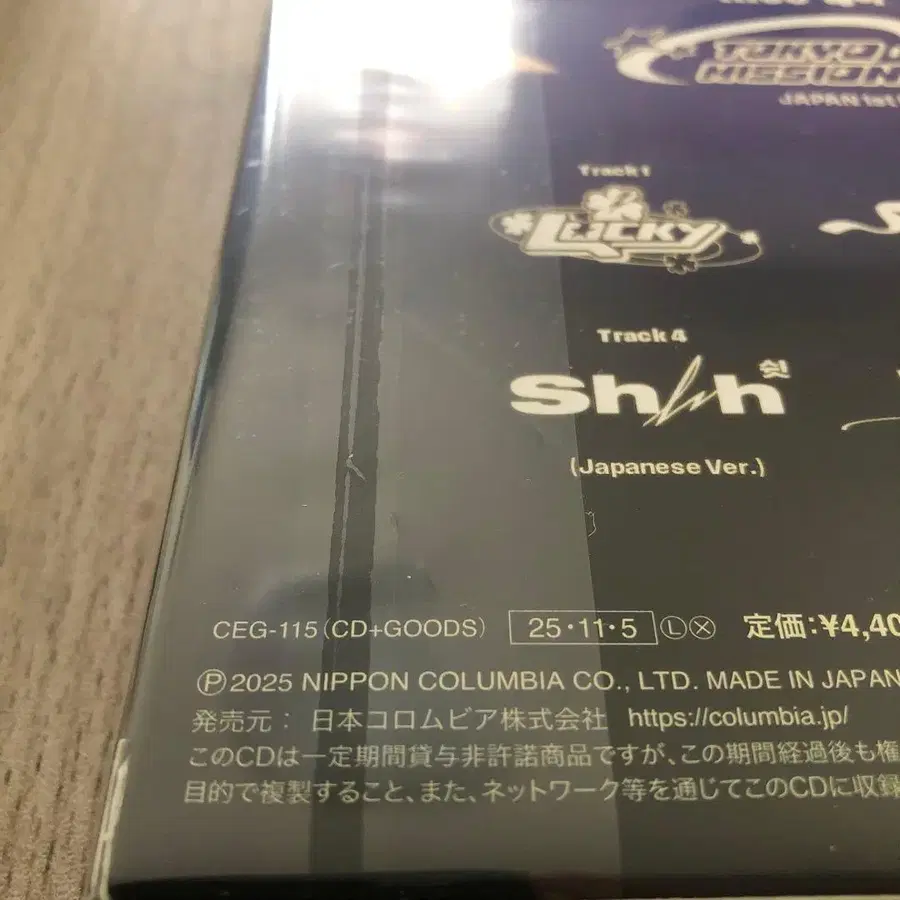 TOKYO
MISSION
JAPAN 1st
Track 1
Lucky
Track 4
Sh/h 쉿
(Japanese Ver.)
CEG-115(CD+GOODS) 25・11・5 Ⓛ Ⓧ 定価:¥4,40
Ⓟ2025 NIPPON COLUMBIA CO., LTD. MADE IN JAPAN
発売元: 日本コロムビア株式会社 https://columbia.jp/
このCDは一定期間貸与非許諾商品ですが、この期間経過後も権
目的で複製すること、また、ネットワーク等を通じてこのCDに収録